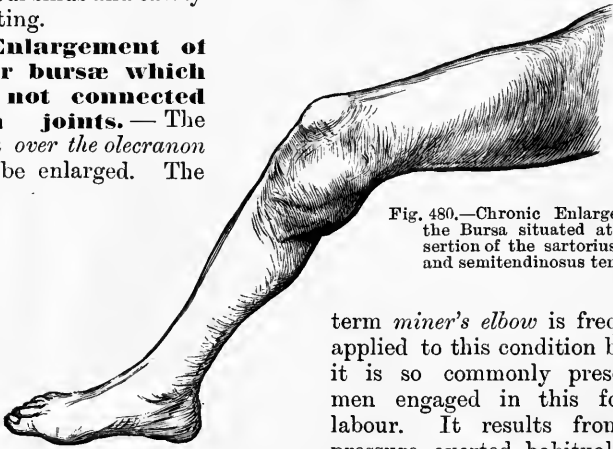 ting.
Enlargement of
r bursæ which
not connected
joints. — The
over the olecranon
be enlarged. The
Fig. 480.—Chronic Enlarge
the Bursa situated at
sertion of the sartorius
and semitendinosus ten
term miner's elbow is freq
applied to this condition b
it is so commonly pres
men engaged in this fo
labour. It results from